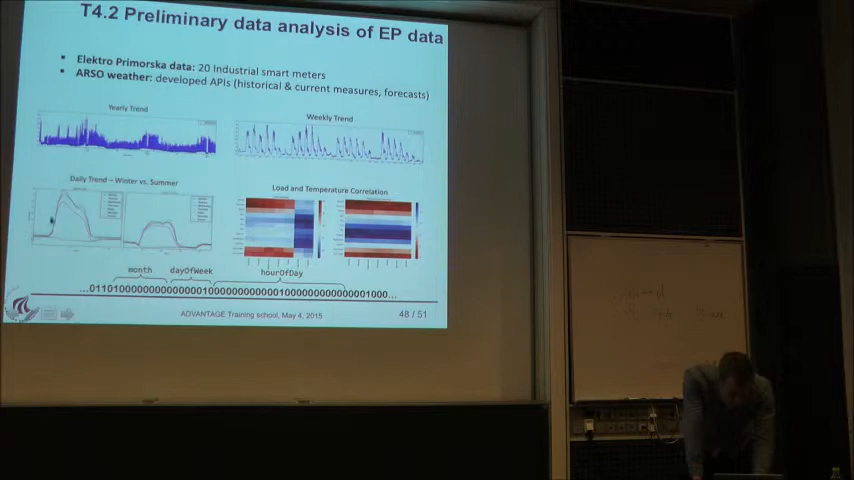 T4.2 Preliminary data analysis of EP data
▪ Elektro Primorska data: 20 Industrial smart meters
▪ ARSO weather: developed APIs (historical & current measures, forecasts)
Yearly Trend
Weekly Trend
Daily Trend – Winter vs. Summer
Load and Temperature Correlation
month dayOfWeek hourOfDay
ADVANTAGE Training school, May 4, 2015
48 / 51